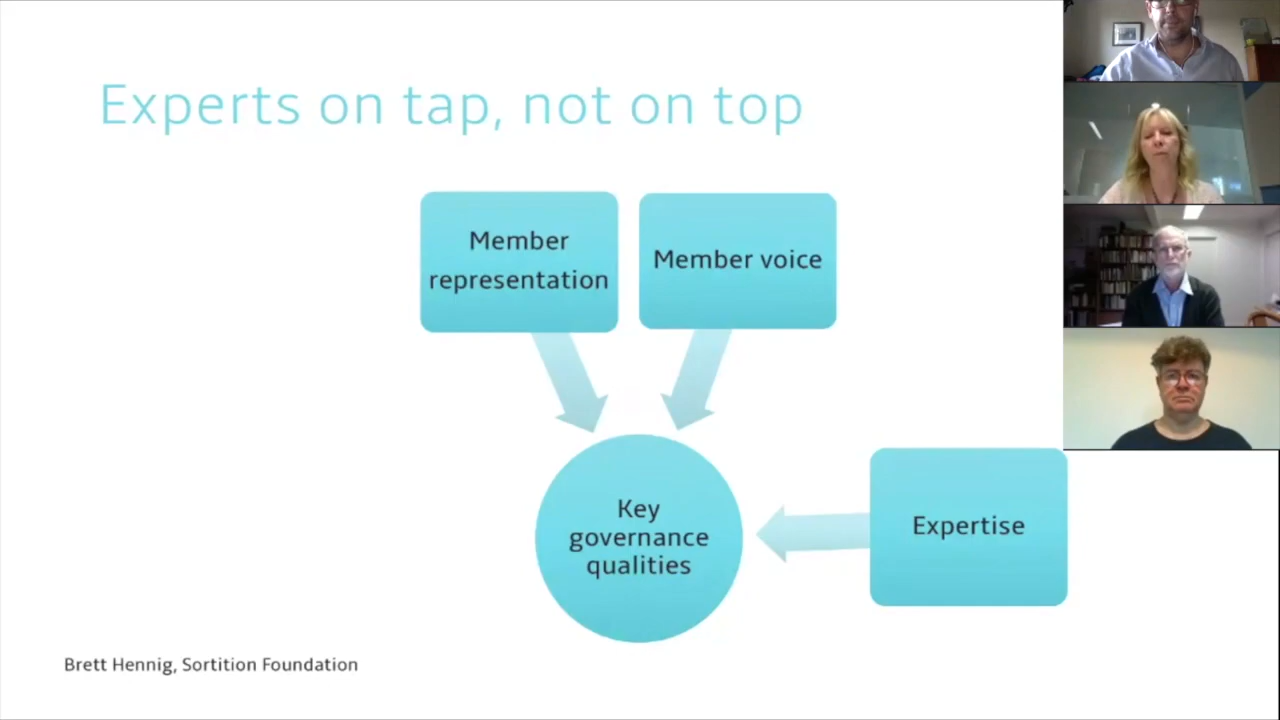 Experts on tap, not on top
Member
representation
Member voice
Key
governance
qualities
Expertise
Brett Hennig, Sortition Foundation